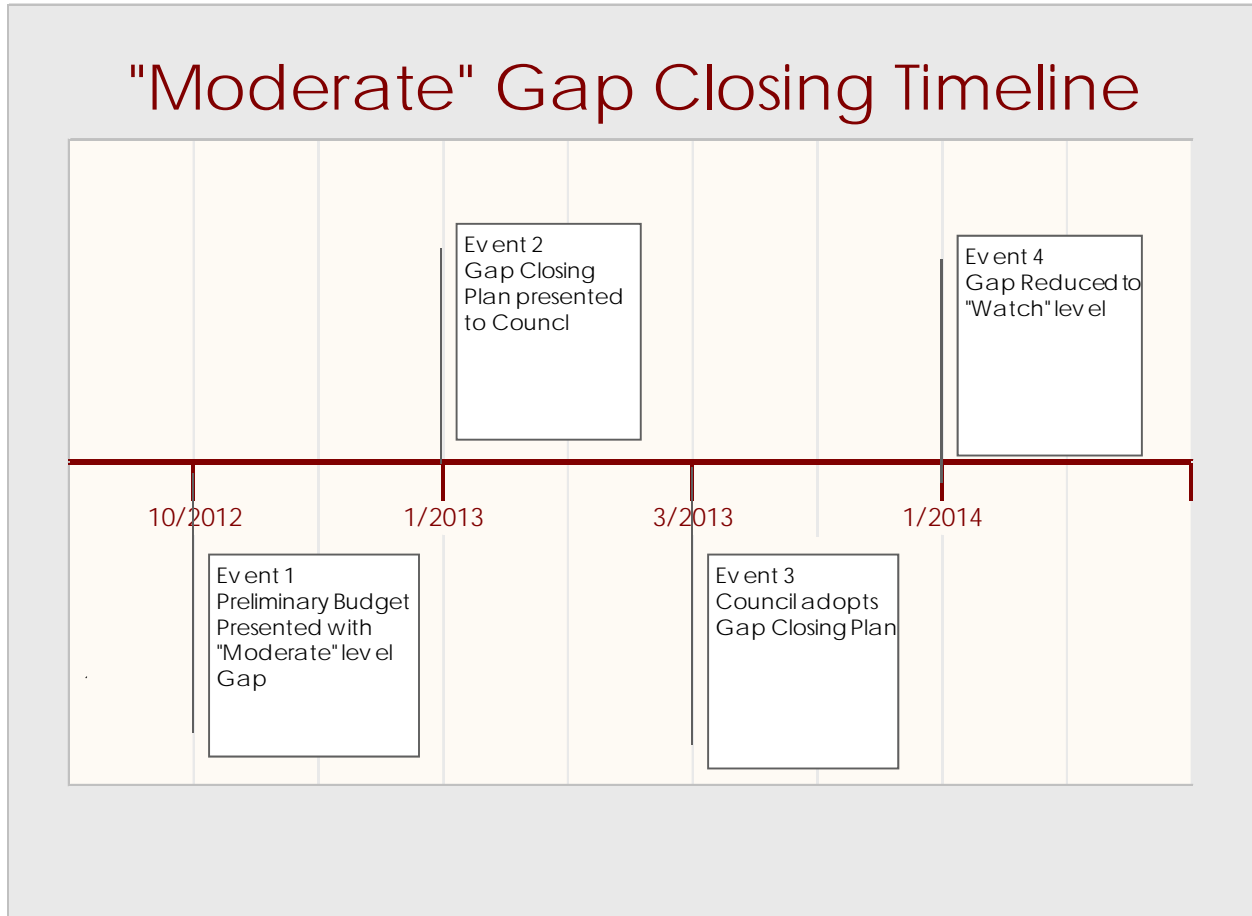 "Moderate" Gap Closing Timeline
Event 2
Gap Closing
Plan presented
to Councl
Event 4
Gap Reduced to
"Watch" level
10/2012
1/2013
3/2013
1/2014
Event 1
Preliminary Budget
Presented with
"Moderate" level
Gap
Event 3
Council adopts
Gap Closing Plan